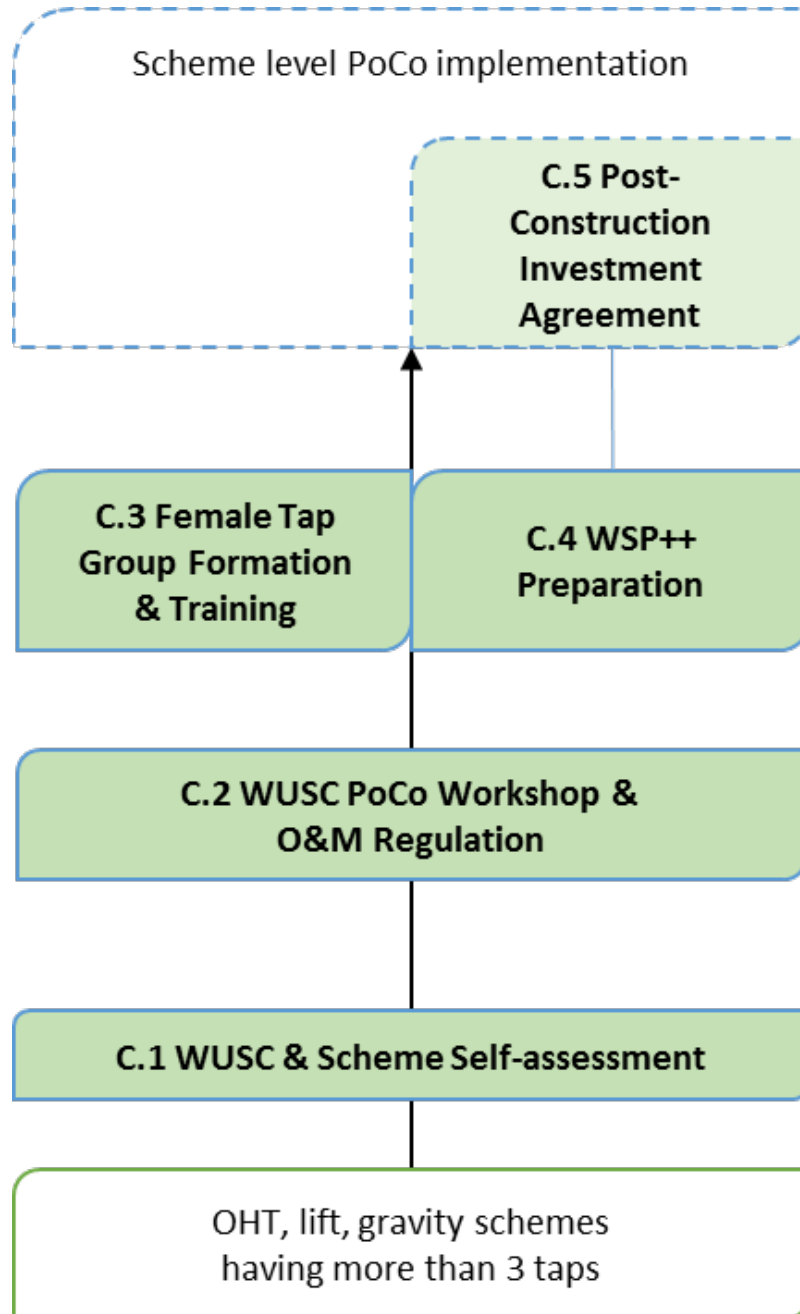 Scheme level PoCo implementation
C.5 Post-
Construction
Investment
Agreement
C.3 Female Tap
Group Formation
& Training
C.4 WSP++
Preparation
C.2 WUSC PoCo Workshop &
O&M Regulation
C.1 WUSC & Scheme Self-assessment
OHT, lift, gravity schemes
having more than 3 taps